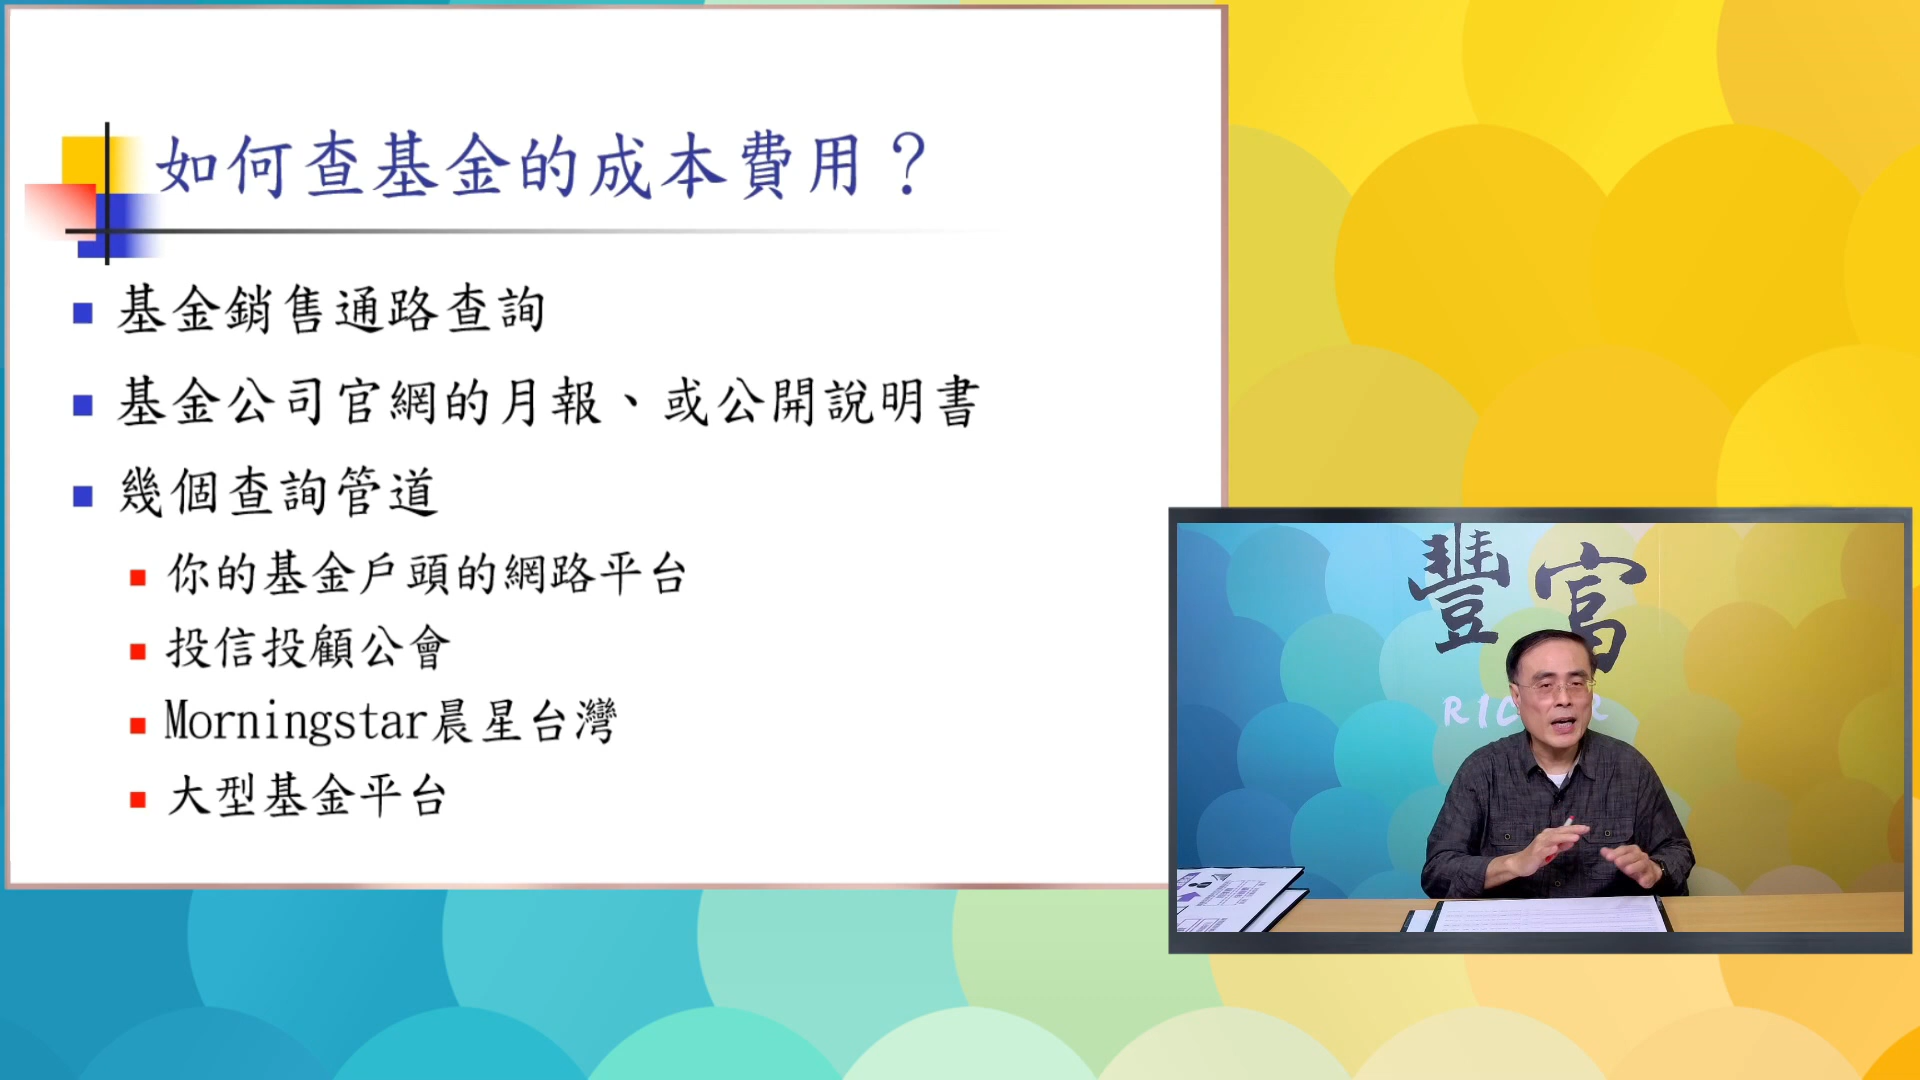 如何查基金的成本費用？
基金銷售通路查詢
基金公司官網的月報、或公開說明書
幾個查詢管道
你的基金戶頭的網路平台
投信投顧公會
Morningstar晨星台灣
大型基金平台
豐富